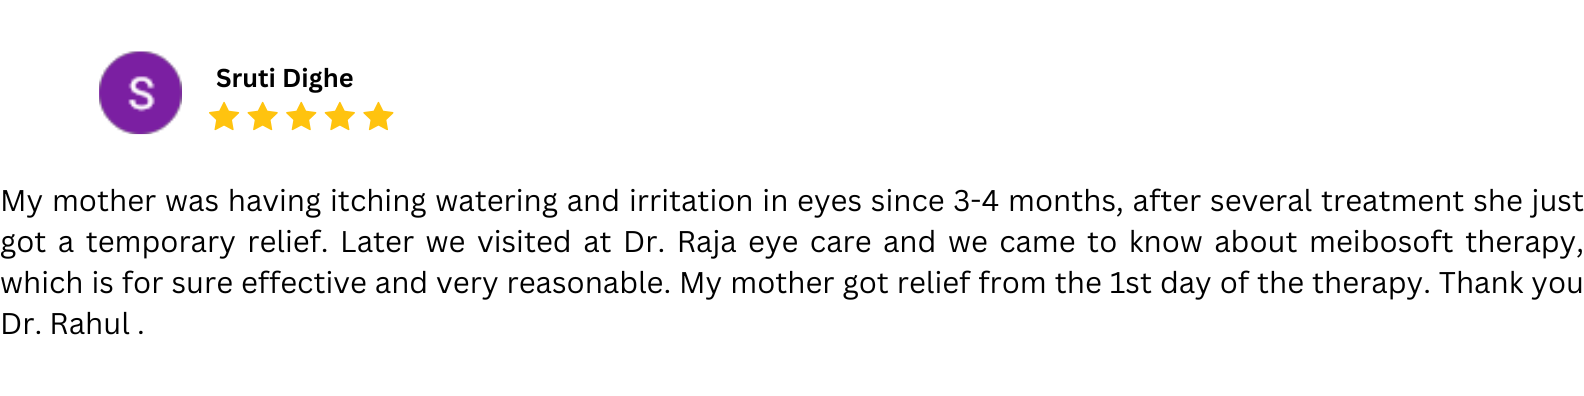 S
Sruti Dighe
My mother was having itching watering and irritation in eyes since 3-4 months, after several treatment she just
got a temporary relief. Later we visited at Dr. Raja eye care and we came to know about meibosoft therapy,
which is for sure effective and very reasonable. My mother got relief from the 1st day of the therapy. Thank you
Dr. Rahul .